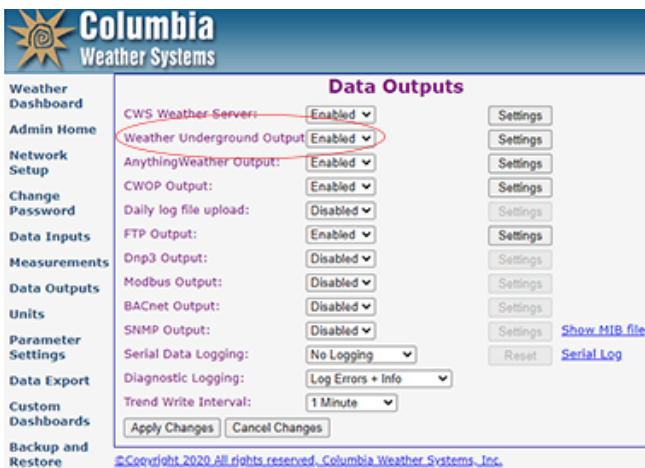 Columbia
Weather Systems
Weather
Dashboard
Admin Home
Network
Setup
Change
Password
Data Inputs
Measurements
Data Outputs
Units
Parameter
Settings
Data Export
Custom
Dashboards
Backup and
Restore
Data Outputs
CWS Weather Server: Enabled Settings
Weather Underground Output Enabled Settings
AnythingWeather Output: Enabled Settings
CWOP Output: Enabled Settings
Daily log file upload: Disabled Settings
FTP Output: Enabled Settings
Dnp3 Output: Disabled Settings
Modbus Output: Disabled Settings
BACnet Output: Disabled Settings
SNMP Output: Disabled Settings Show MIB file
Serial Data Logging: No Logging Reset Serial Log
Diagnostic Logging: Log Errors + Info
Trend Write Interval: 1 Minute
Apply Changes Cancel Changes
©Copyright 2020 All rights reserved, Columbia Weather Systems, Inc.